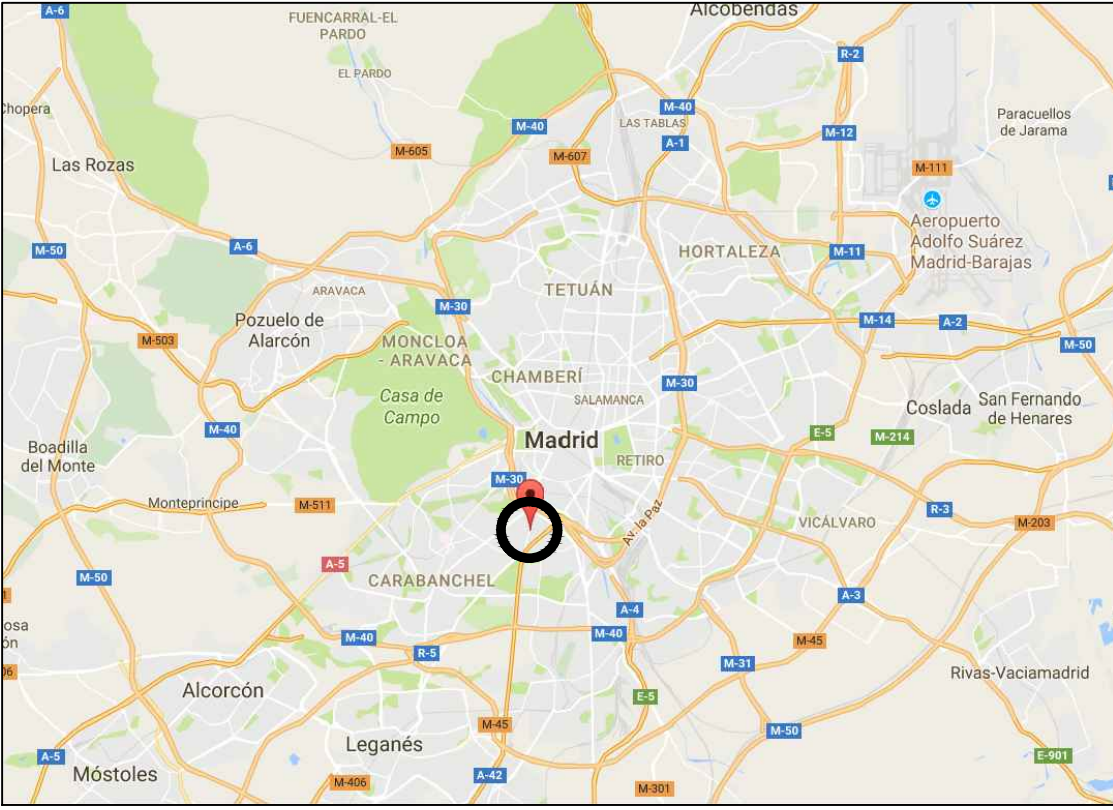 A-6
FUENCARRAL-EL
PARDO
Alcobendas
R-2
EL PARDO
Chopera
M-40
LAS TABLAS
M-40
Paracuellos
de Jarama
M-12
A-1
M-605
M-607
Las Rozas
M-111
Aeropuerto
Adolfo Suárez
Madrid-Barajas
M-50
A-6
HORTALEZA
M-11
ARAVACA
TETUÁN
M-30
Pozuelo de
Alarcón
M-14
A-2
M-503
MONCLOA
- ARAVACA
M-50
CHAMBERÍ
M-30
Casa de
Campo
SALAMANCA
Coslada
San Fernando
de Henares
M-40
E-5
M-214
Boadilla
del Monte
Madrid
RETIRO
M-30
Monteprincipe
M-511
R-3
Av. la Paz
VICÁLVARO
M-203
A-5
M-50
CARABANCHEL
A-3
A-4
M-40
M-40
M-45
R-5
M-31
Rivas-Vaciamadrid
Alcorcón
E-5
M-45
M-50
Leganés
A-5
Móstoles
M-406
A-42
E-901
M-301